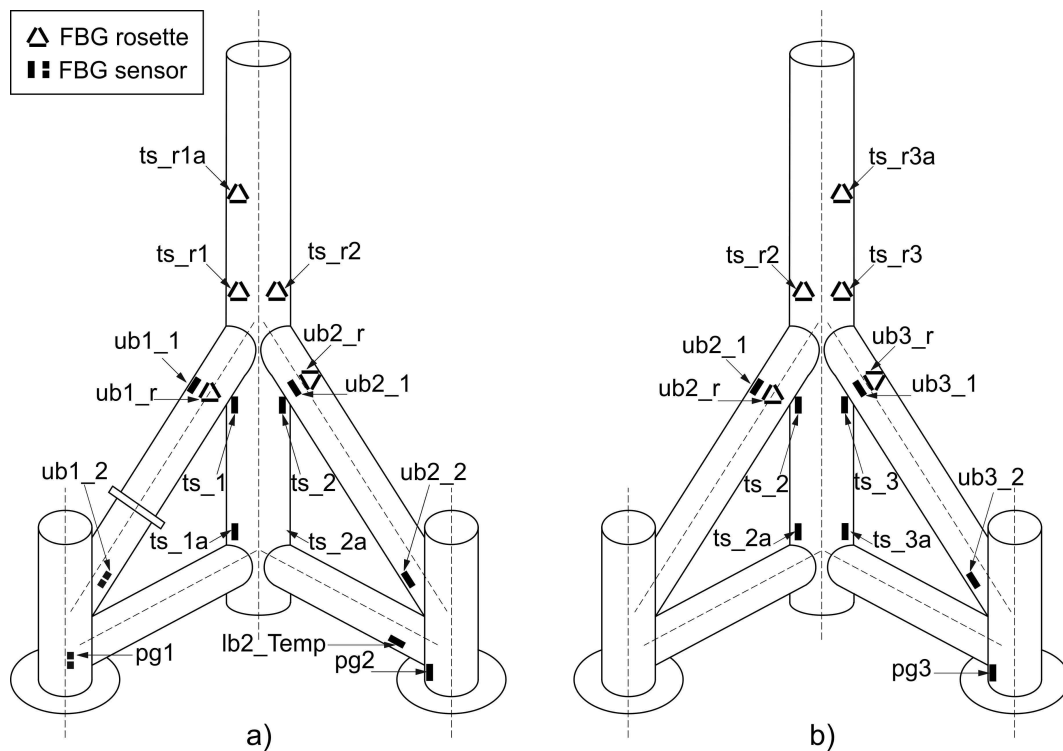 FBG rosette
FBG sensor
ts_r1a
ts_r1
ts_r2
ub1_1
ub2_r
ub1_r
ub2_1
ub1_2
ts_1
ts_2
ub2_2
ts_1a
ts_2a
pg1
lb2_Temp
pg2
a)
ts_r3a
ts_r2
ts_r3
ub2_1
ub3_r
ub2_r
ub3_1
ts_2
ts_3
ub3_2
ts_2a
ts_3a
pg3
b)